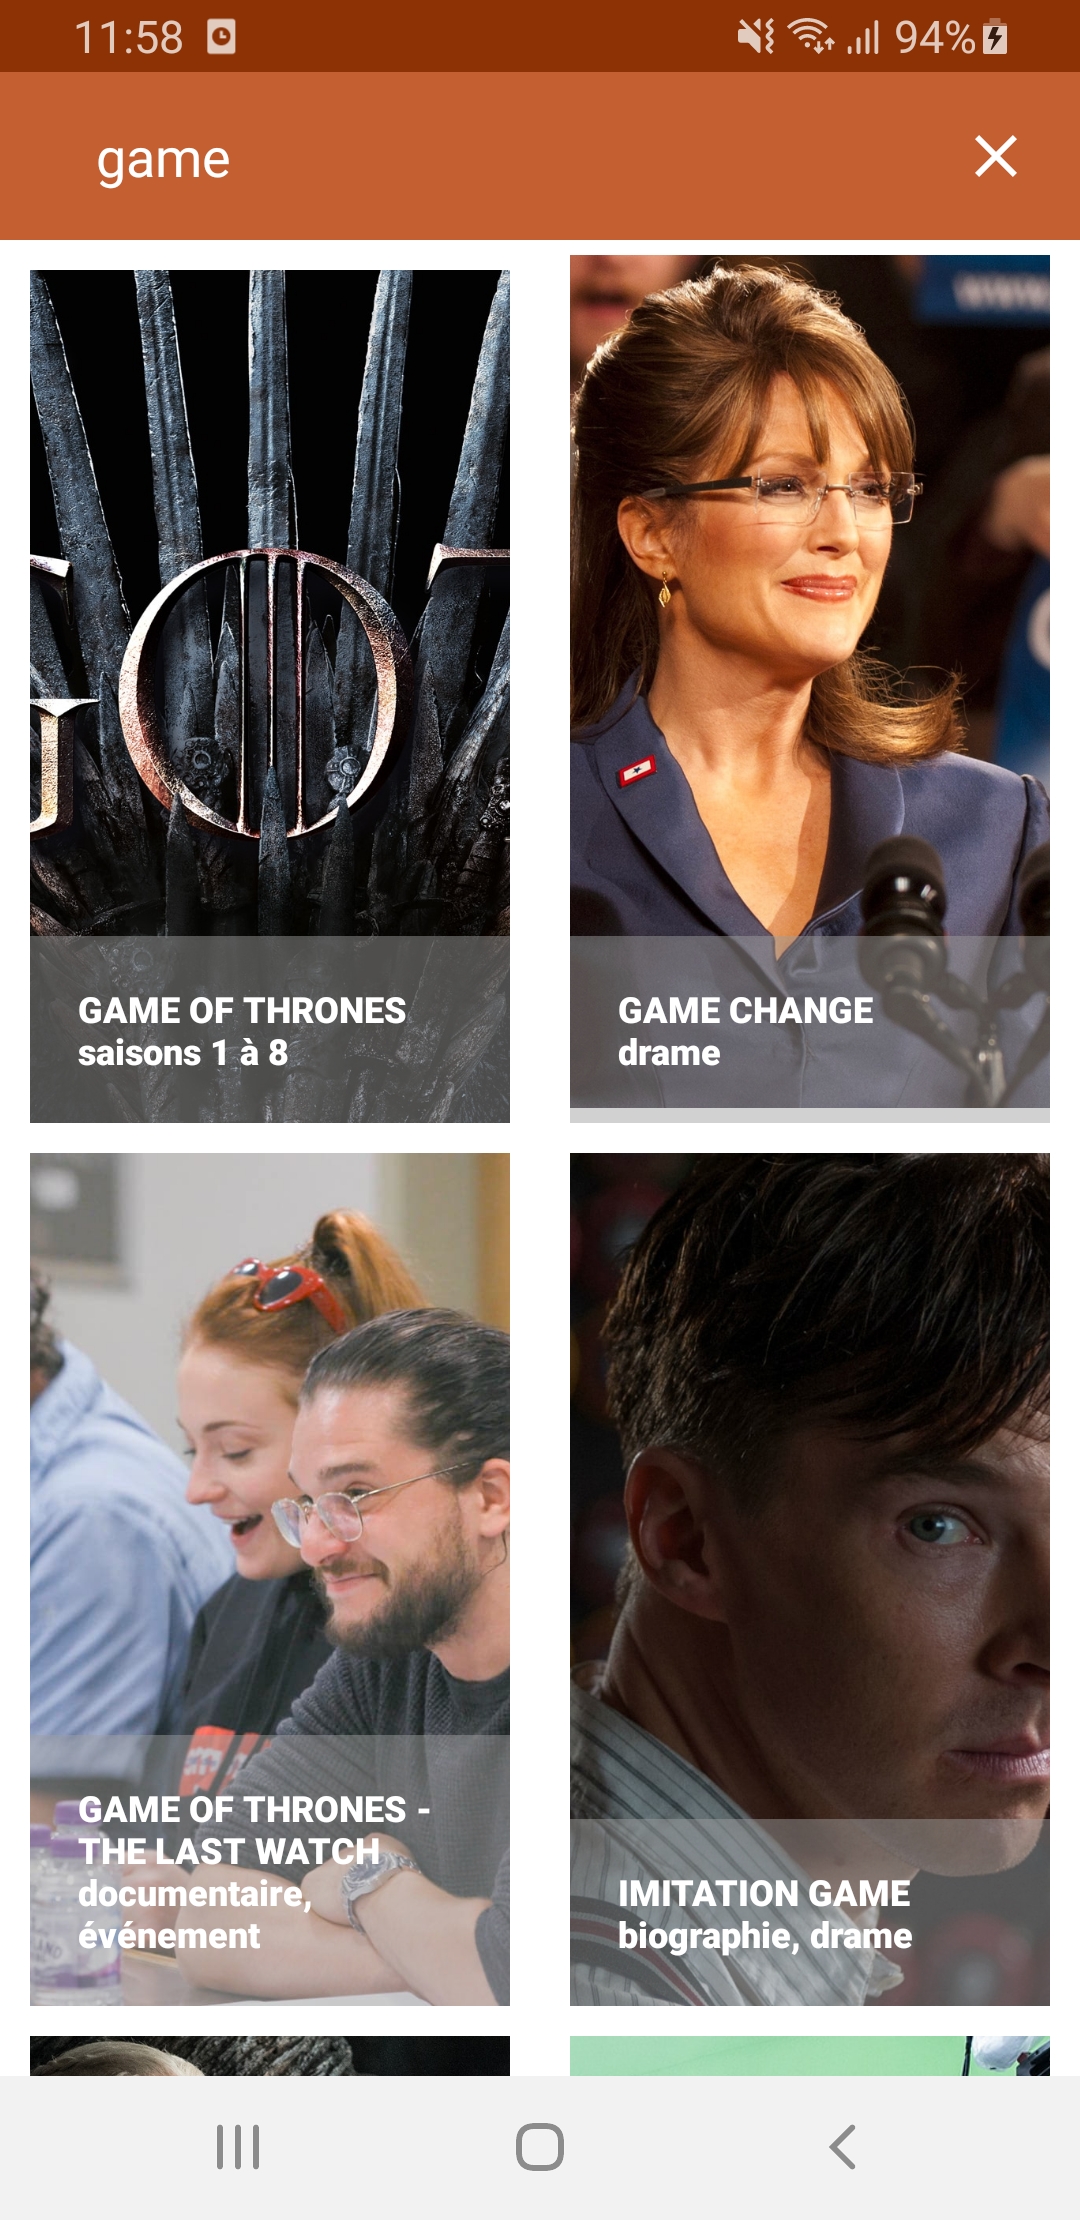 11:58
94%
game
GOT
GAME OF THRONES
saisons 1 à 8
GAME CHANGE
drame
GAME OF THRONES -
THE LAST WATCH
documentaire,
événement
IMITATION GAME
biographie, drame